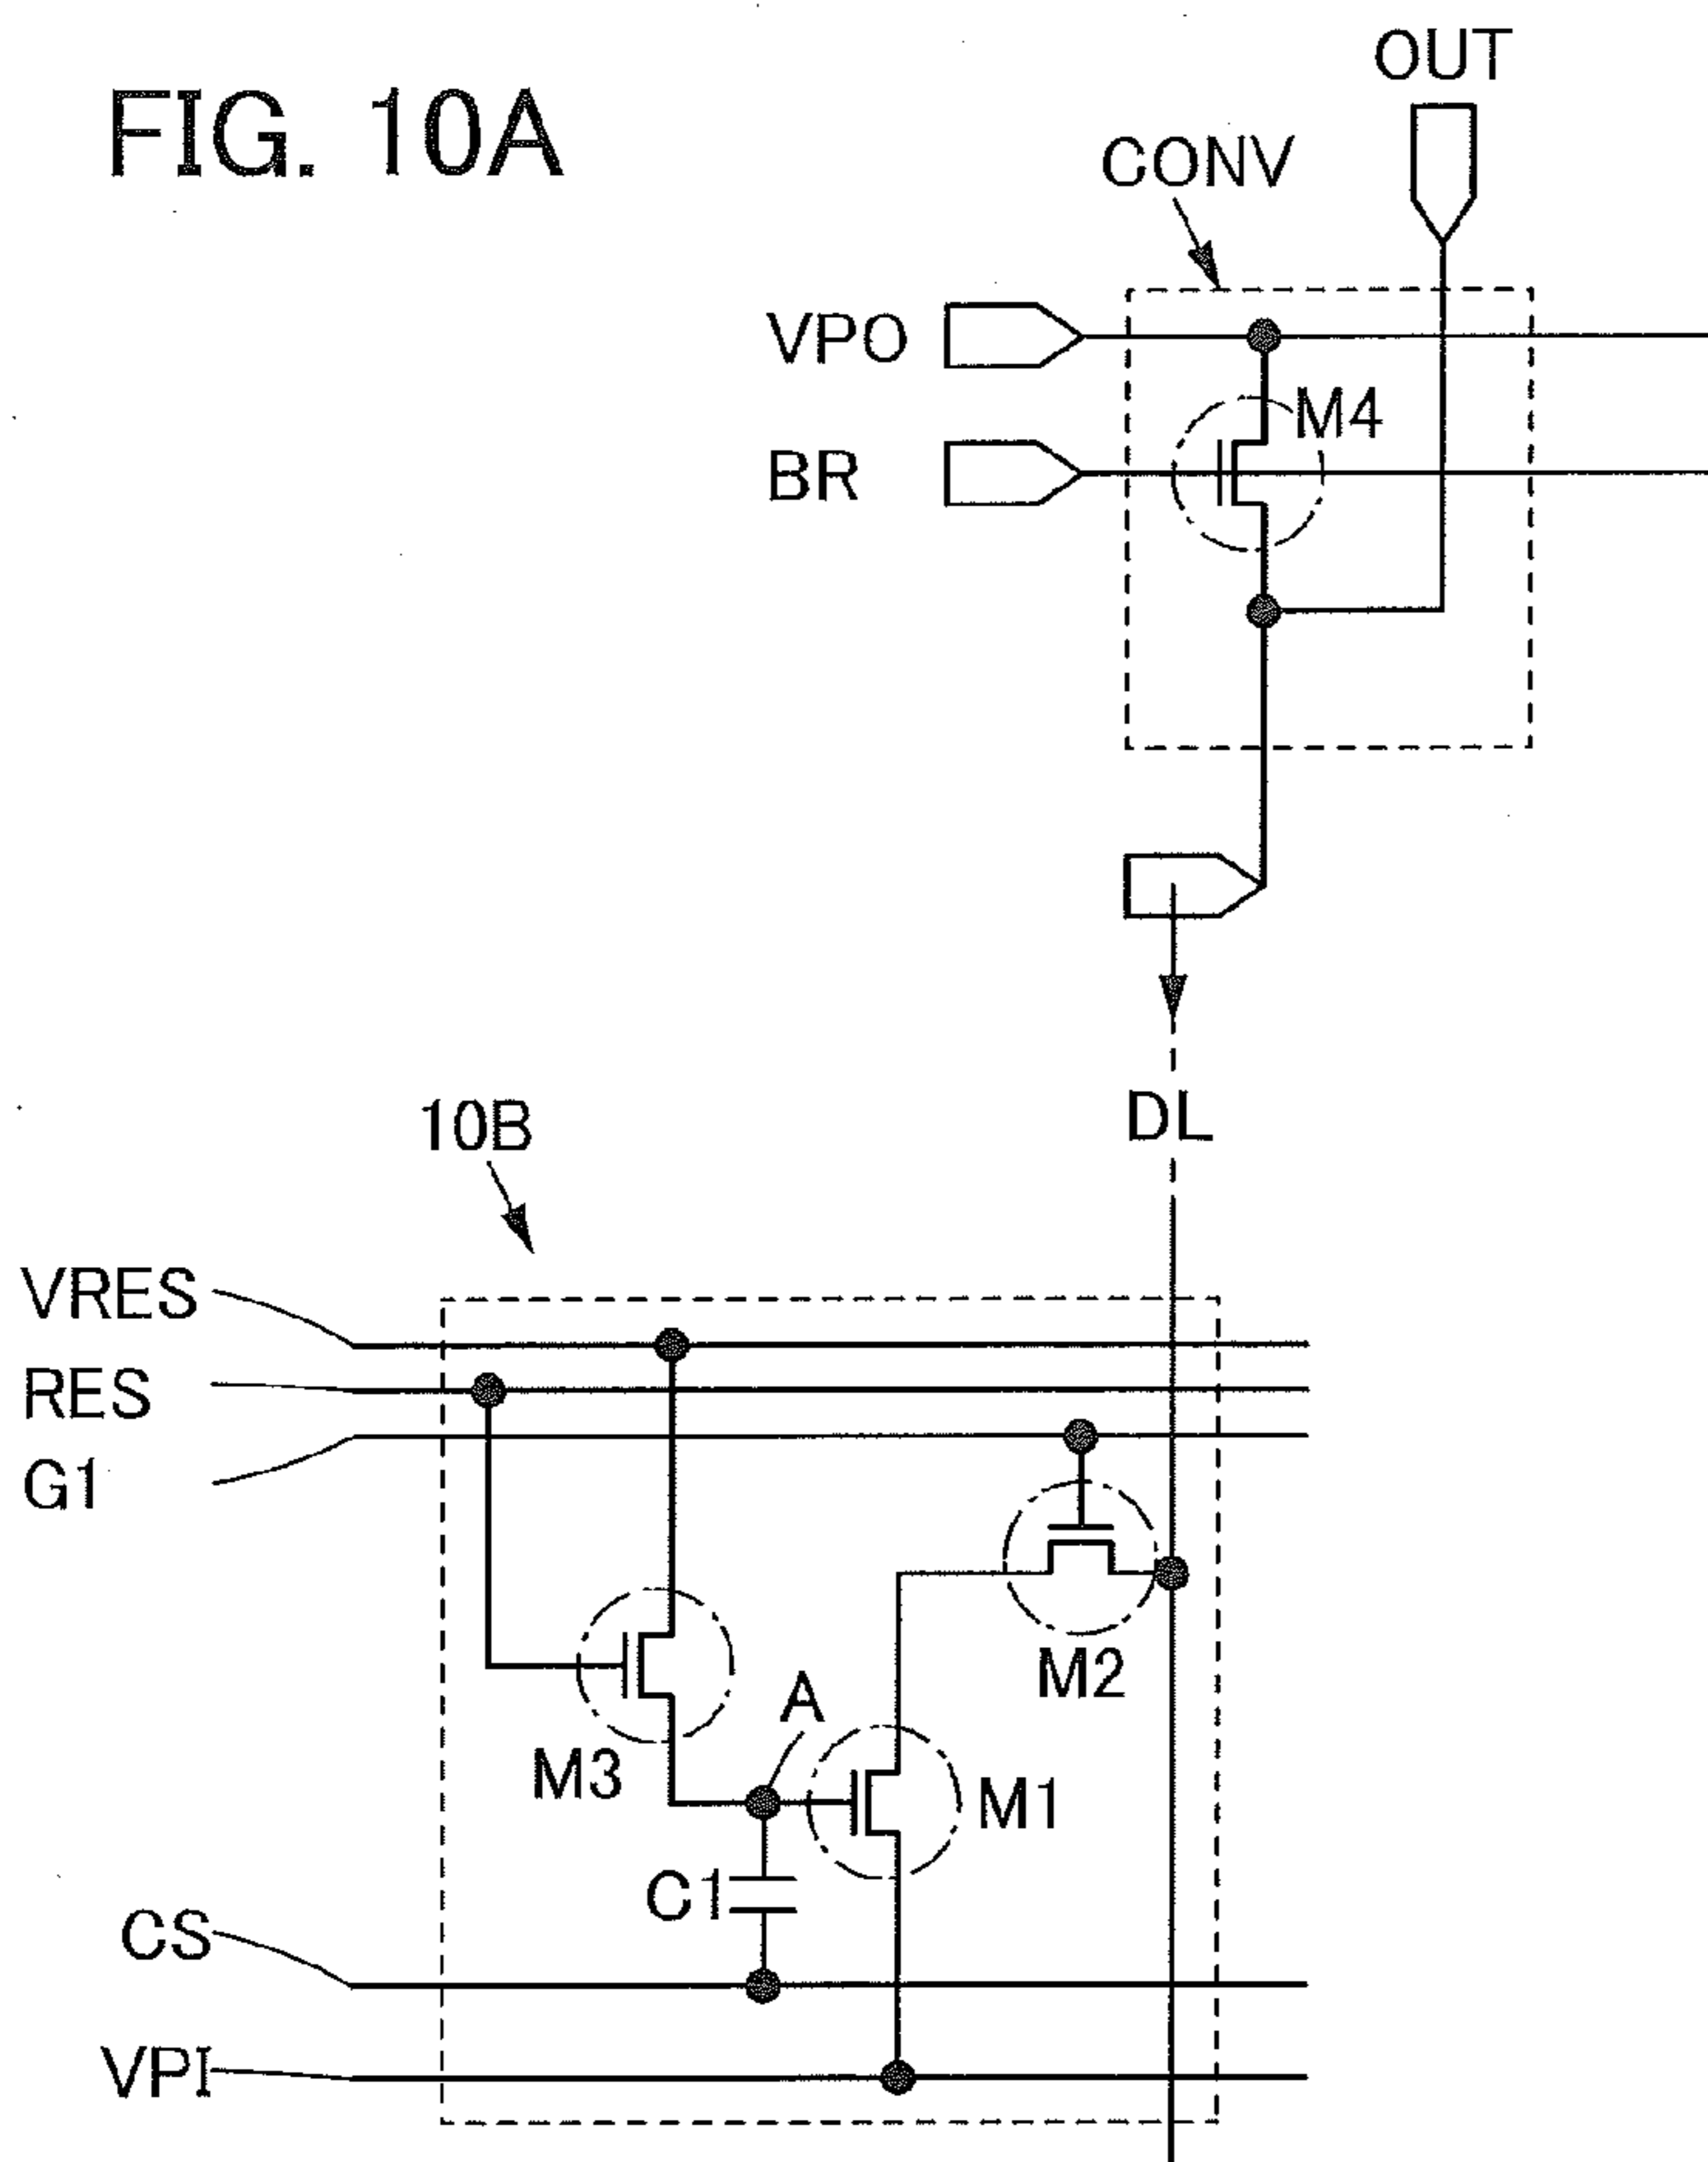 FIG. 10A
OUT
CONV
VPO
M4
BR
DL
10B
VRES
RES
G1
M2
A
M3
M1
C1
CS
VPI